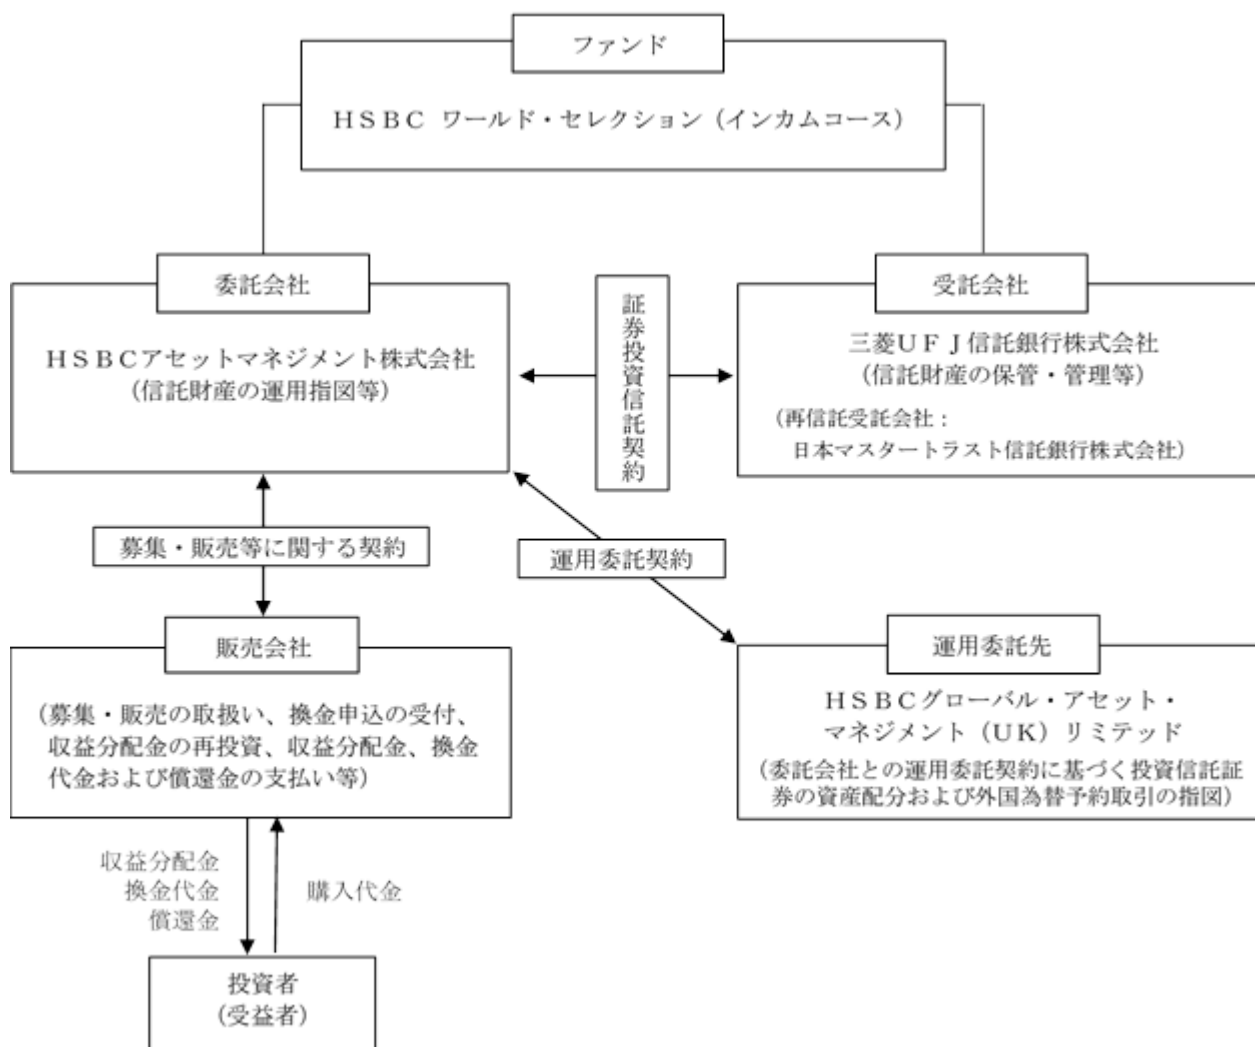 ファンド
HSBC ワールド・セレクション（インカムコース）
委託会社
HSBCアセットマネジメント株式会社
（信託財産の運用指図等）
証券投資信託契約
受託会社
三菱UFJ信託銀行株式会社
（信託財産の保管・管理等）
（再信託受託会社：
日本マスタートラスト信託銀行株式会社）
募集・販売等に関する契約
運用委託契約
販売会社
（募集・販売の取扱い、換金申込の受付、
収益分配金の再投資、収益分配金、換金
代金および償還金の支払い等）
運用委託先
HSBCグローバル・アセット・
マネジメント（UK）リミテッド
（委託会社との運用委託契約に基づく投資信託証
券の資産配分および外国為替予約取引の指図）
収益分配金
換金代金
償還金
購入代金
投資者
（受益者）